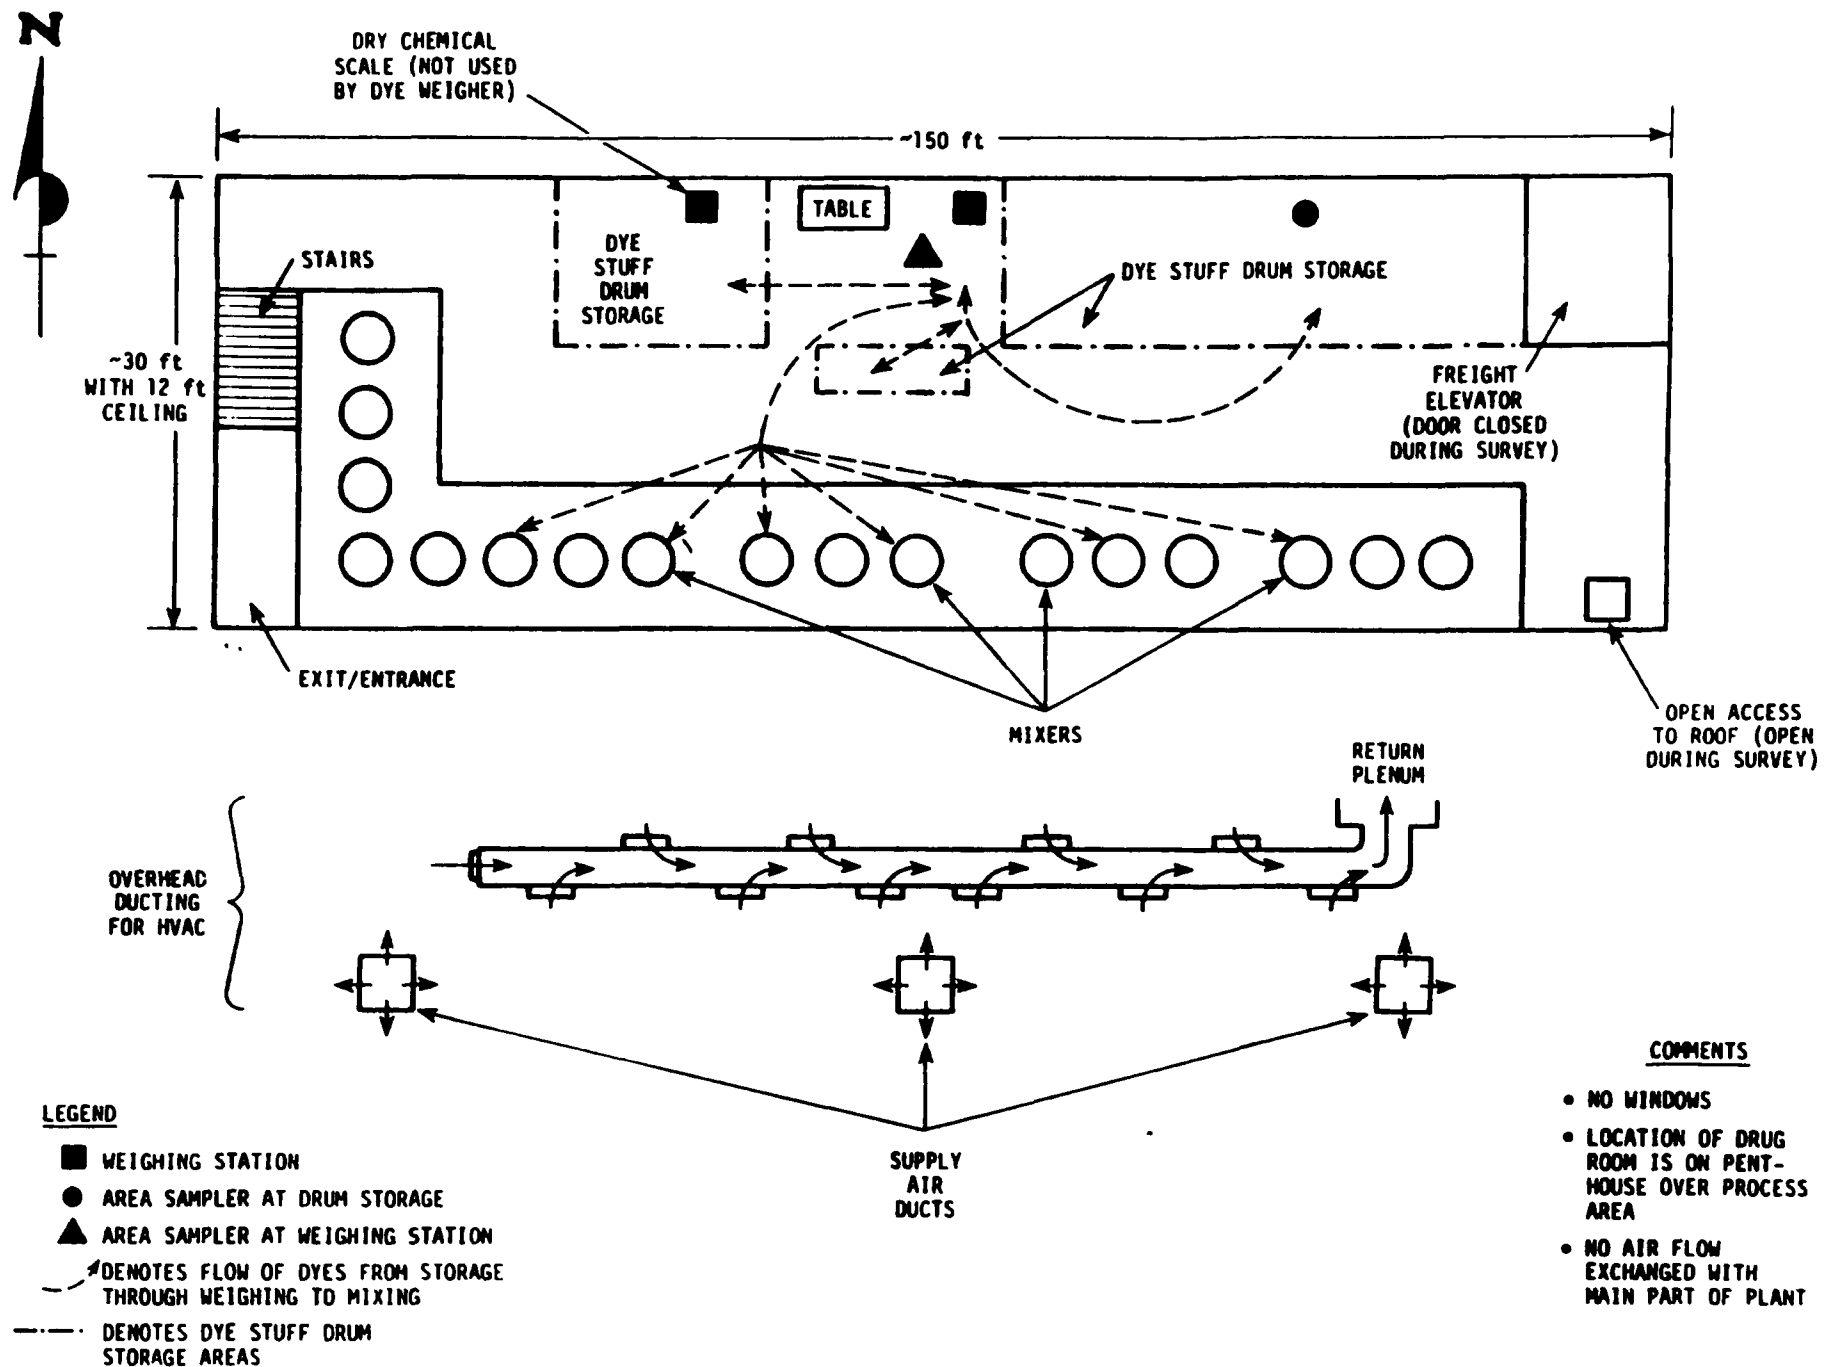 N
DRY CHEMICAL
SCALE (NOT USED
BY DYE WEIGHER)
~150 ft
TABLE
STAIRS
DYE
STUFF
DRUM
STORAGE
DYE STUFF DRUM STORAGE
~30 ft
WITH 12 ft
CEILING
FREIGHT
ELEVATOR
(DOOR CLOSED
DURING SURVEY)
EXIT/ENTRANCE
MIXERS
OPEN ACCESS
TO ROOF (OPEN
DURING SURVEY)
RETURN
PLENUM
OVERHEAD
DUCTING
FOR HVAC
SUPPLY
AIR
DUCTS
LEGEND
WEIGHING STATION
AREA SAMPLER AT DRUM STORAGE
AREA SAMPLER AT WEIGHING STATION
DENOTES FLOW OF DYES FROM STORAGE
THROUGH WEIGHING TO MIXING
DENOTES DYE STUFF DRUM
STORAGE AREAS
COMMENTS
• NO WINDOWS
• LOCATION OF DRUG
ROOM IS ON PENT-
HOUSE OVER PROCESS
AREA
• NO AIR FLOW
EXCHANGED WITH
MAIN PART OF PLANT